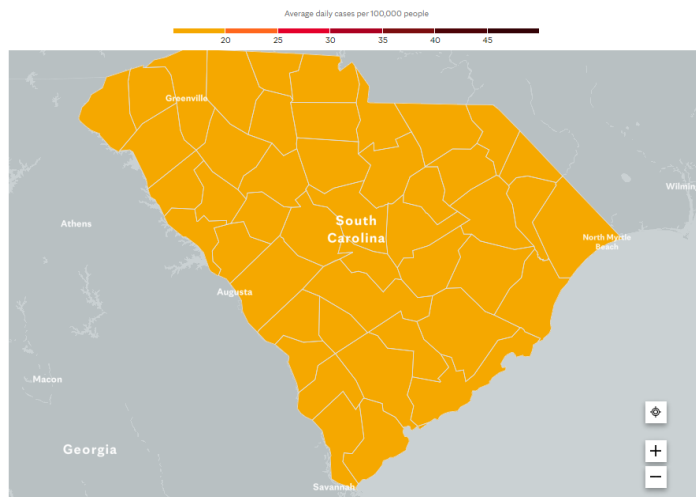 Average daily cases per 100,000 people
20 25 30 35 40 45
Greenville
Wilming
Athens
South
Carolina
North Myrtle
Beach
Augusta
Macon
Georgia
Savannah
+
−